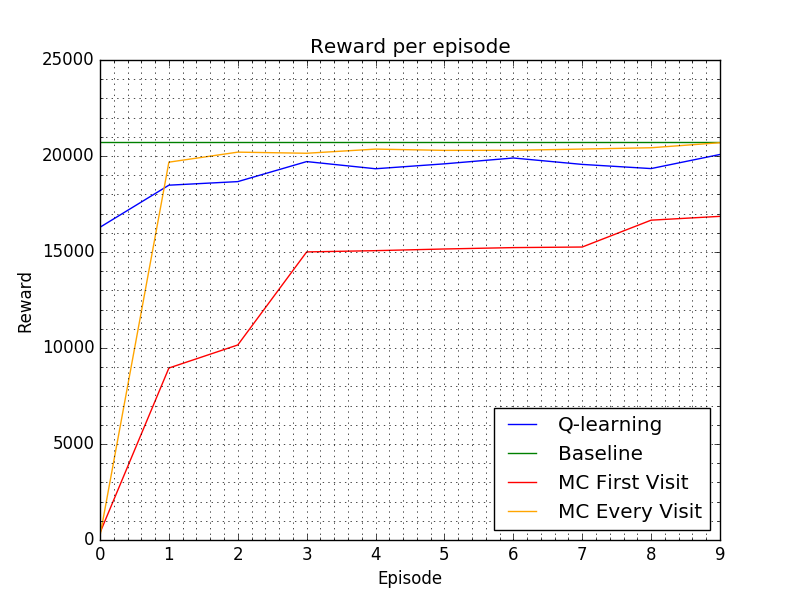 Reward per episode
25000
20000
15000
10000
5000
0
Reward
0 1 2 3 4 5 6 7 8 9
Episode
Q-learning
Baseline
MC First Visit
MC Every Visit